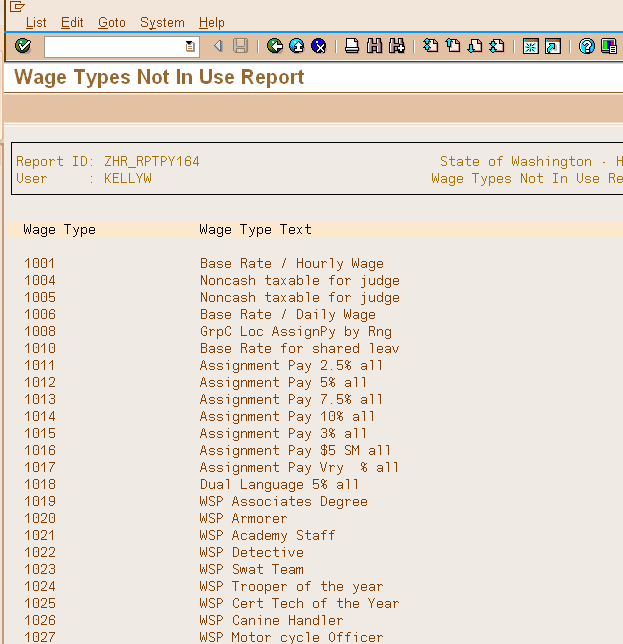 List Edit Goto System Help
Wage Types Not In Use Report
Report ID: ZHR_RPTPY164 State of Washington - H
User : KELLYW Wage Types Not In Use Re
Wage Type Wage Type Text
1001 Base Rate / Hourly Wage
1004 Noncash taxable for judge
1005 Noncash taxable for judge
1006 Base Rate / Daily Wage
1008 GrpC Loc AssignPy by Rng
1010 Base Rate for shared leav
1011 Assignment Pay 2.5% all
1012 Assignment Pay 5% all
1013 Assignment Pay 7.5% all
1014 Assignment Pay 10% all
1015 Assignment Pay 3% all
1016 Assignment Pay $5 SM all
1017 Assignment Pay Vry % all
1018 Dual Language 5% all
1019 WSP Associates Degree
1020 WSP Armorer
1021 WSP Academy Staff
1022 WSP Detective
1023 WSP Swat Team
1024 WSP Trooper of the year
1025 WSP Cert Tech of the Year
1026 WSP Canine Handler
1027 WSP Motor cycle Officer